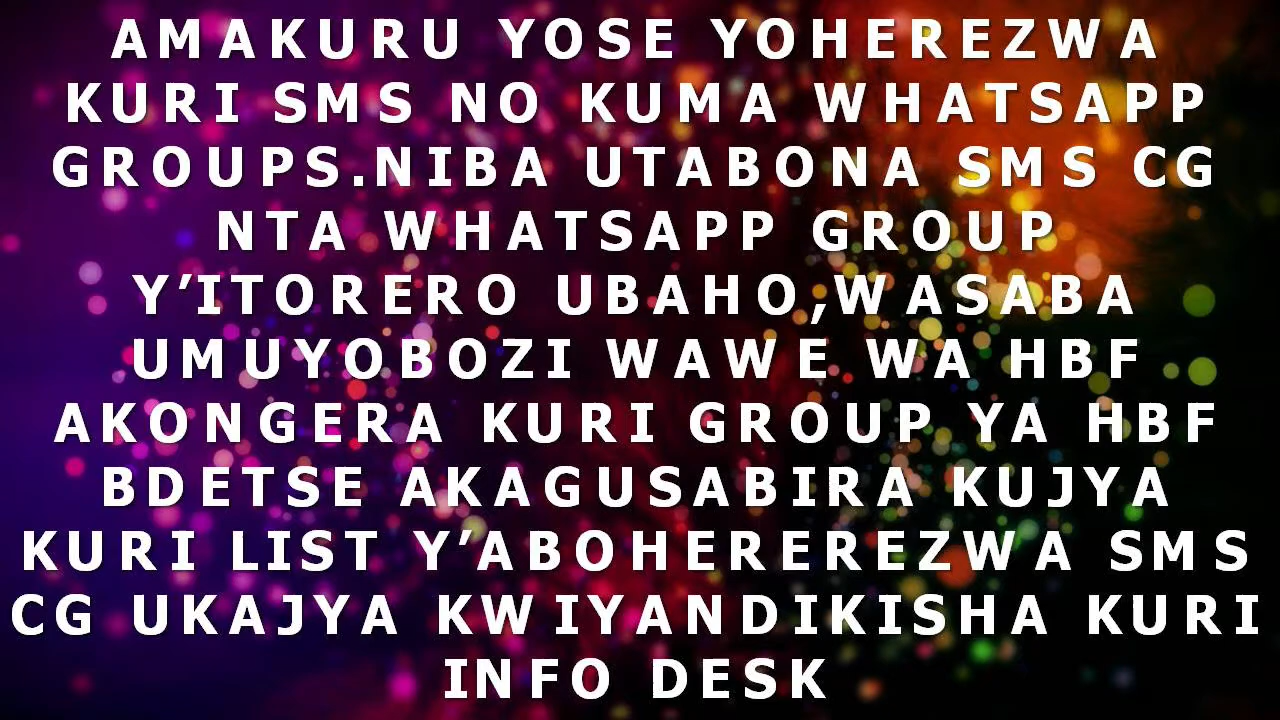 AMAKURU YOSE YOHEREZWA
KURI SMS NO KUMA WHATSAPP
GROUPS.NIBA UTABONA SMS CG
NTA WHATSAPP GROUP
Y'ITORERO UBAHO,WASABA
UMUYOBOZI WAWE WA HBF
AKONGERA KURI GROUP YA HBF
BDETSE AKAGUSABIRA KUJYA
KURI LIST Y'ABOHEREREZWA SMS
CG UKAJYA KWIYANDIKISHA KURI
INFO DESK